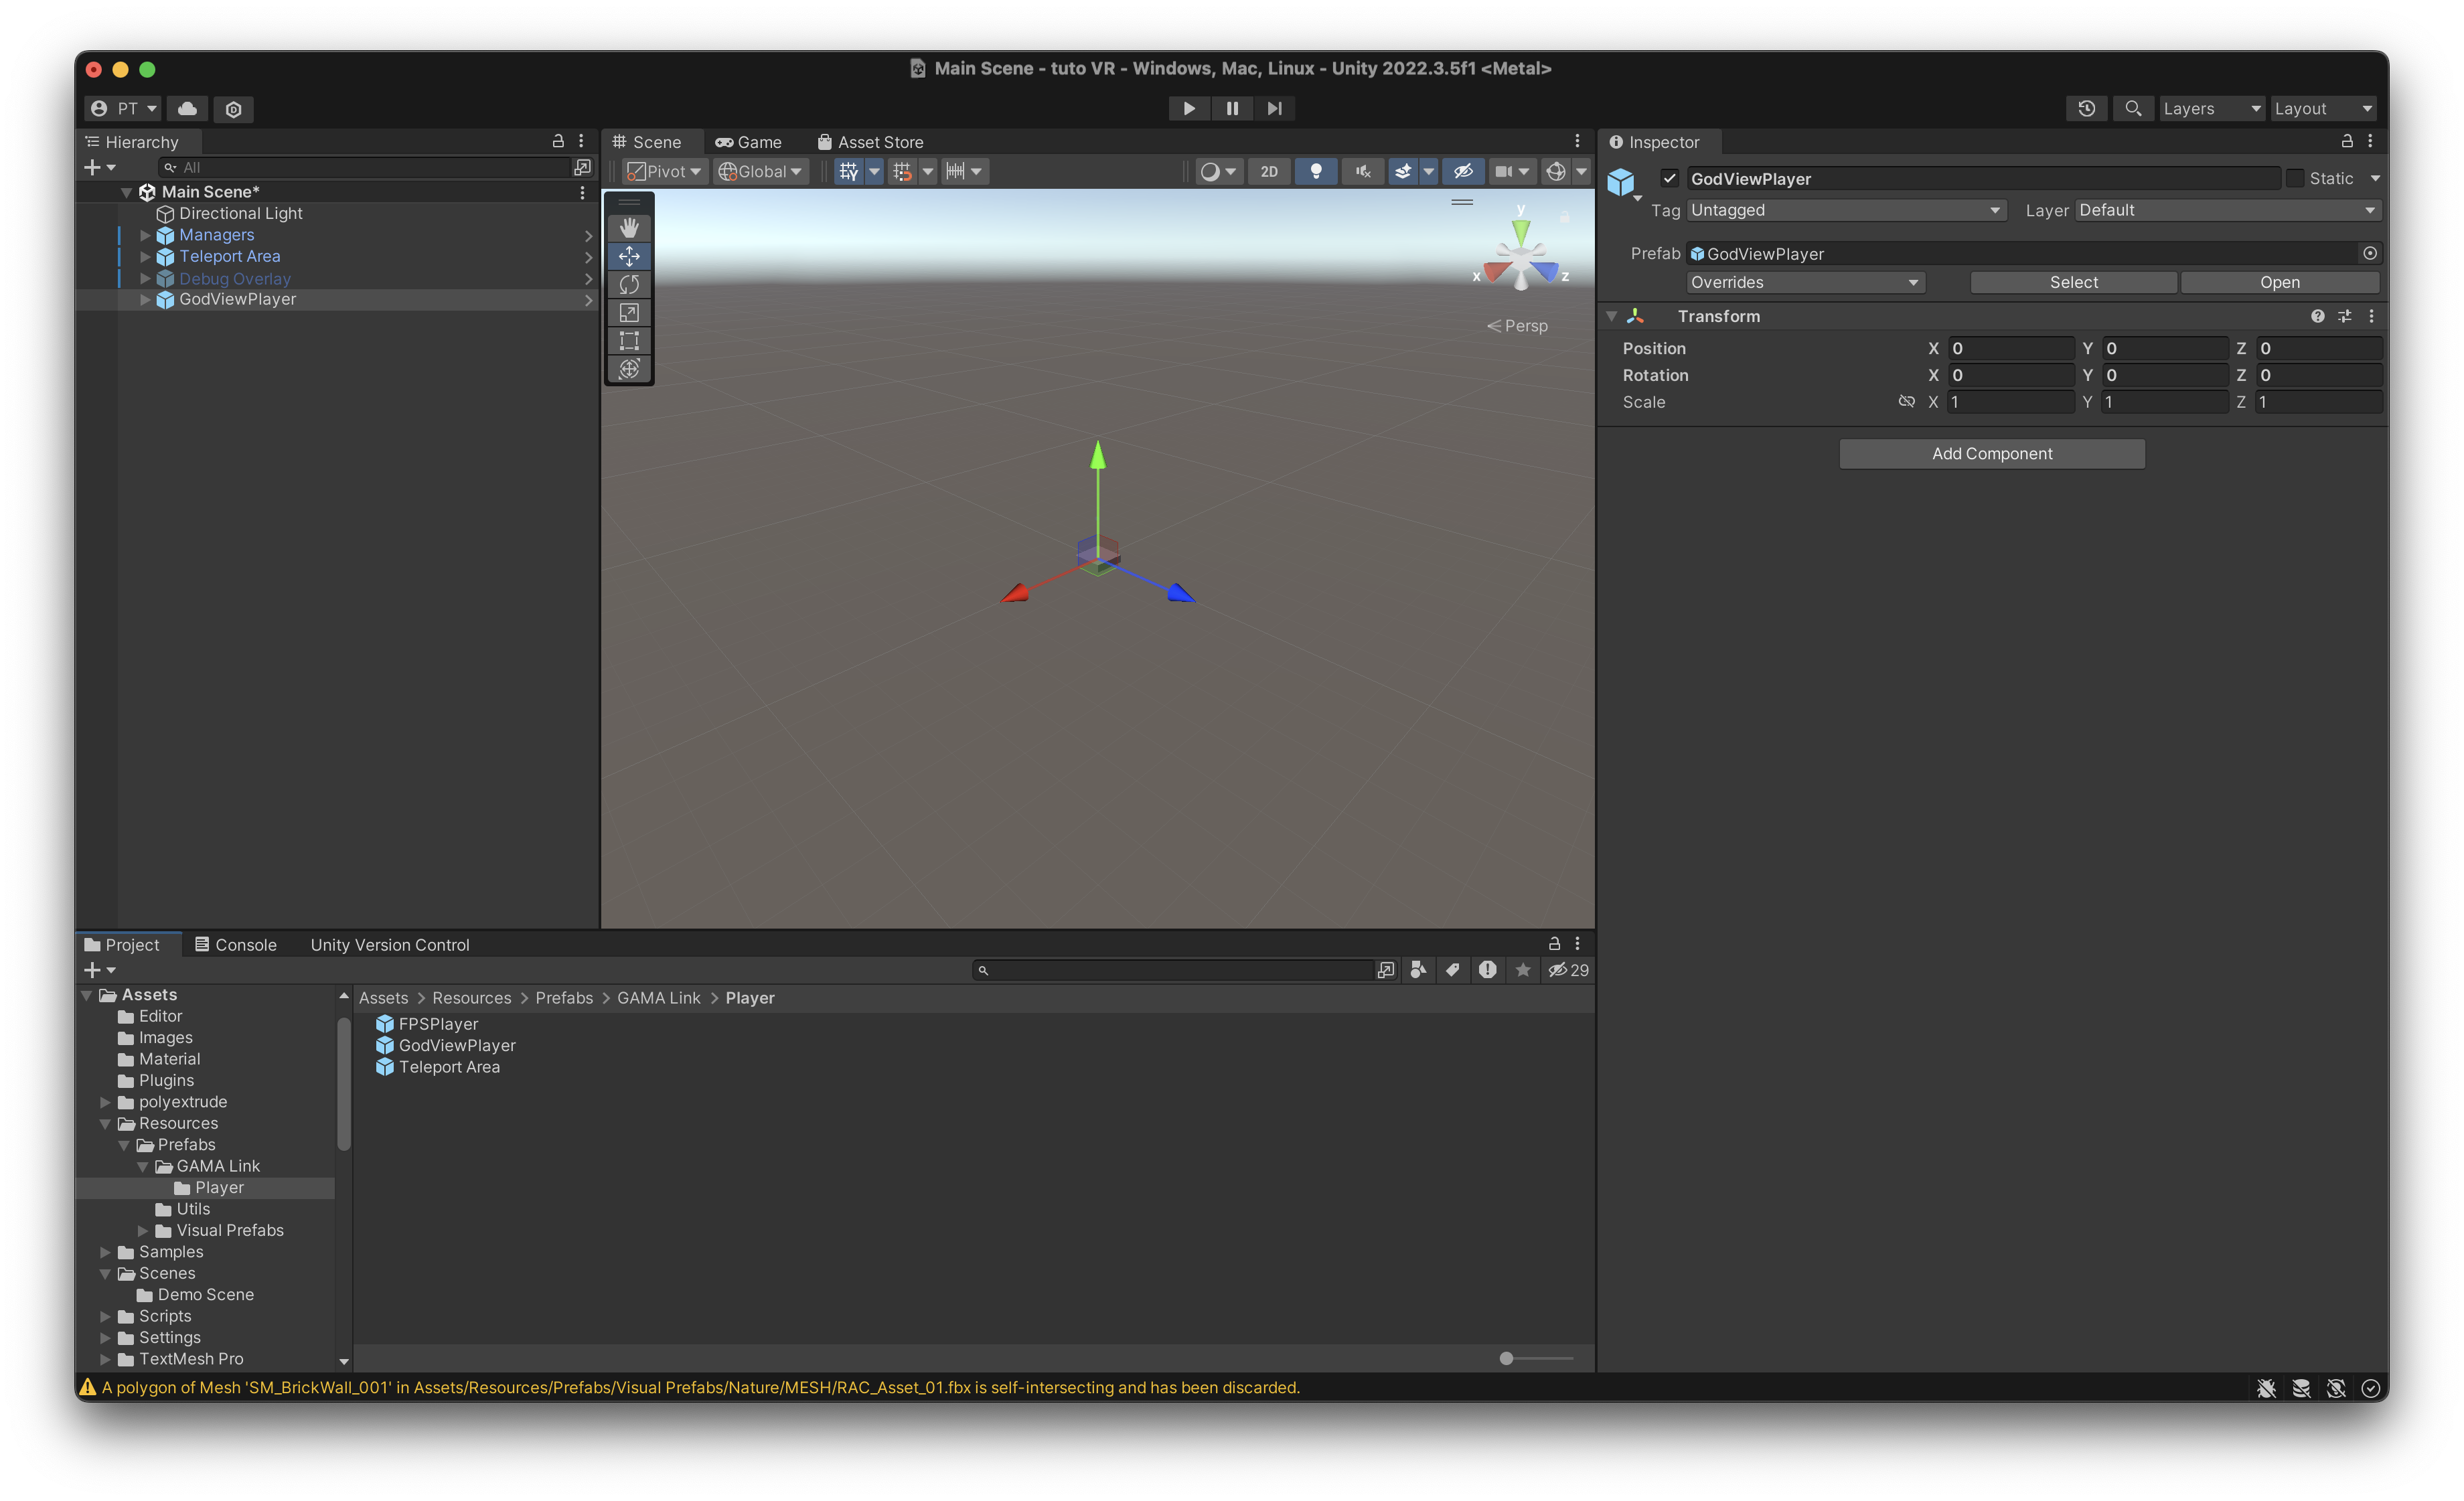 Main Scene - tuto VR - Windows, Mac, Linux - Unity 2022.3.5f1 <Metal>
PT
Layers
Layout
Hierarchy
All
Main Scene*
Directional Light
Managers
Teleport Area
Debug Overlay
GodViewPlayer
Scene
Game
Asset Store
Pivot
Global
2D
y
x
z
Persp
Inspector
GodViewPlayer
Static
Tag
Untagged
Layer
Default
Prefab
GodViewPlayer
Overrides
Select
Open
Transform
Position X 0 Y 0 Z 0
Rotation X 0 Y 0 Z 0
Scale X 1 Y 1 Z 1
Add Component
Project
Console
Unity Version Control
29
Assets
Editor
Images
Material
Plugins
polyextrude
Resources
Prefabs
GAMA Link
Player
Utils
Visual Prefabs
Samples
Scenes
Demo Scene
Scripts
Settings
TextMesh Pro
Assets > Resources > Prefabs > GAMA Link > Player
FPSPlayer
GodViewPlayer
Teleport Area
A polygon of Mesh 'SM_BrickWall_001' in Assets/Resources/Prefabs/Visual Prefabs/Nature/MESH/RAC_Asset_01.fbx is self-intersecting and has been discarded.